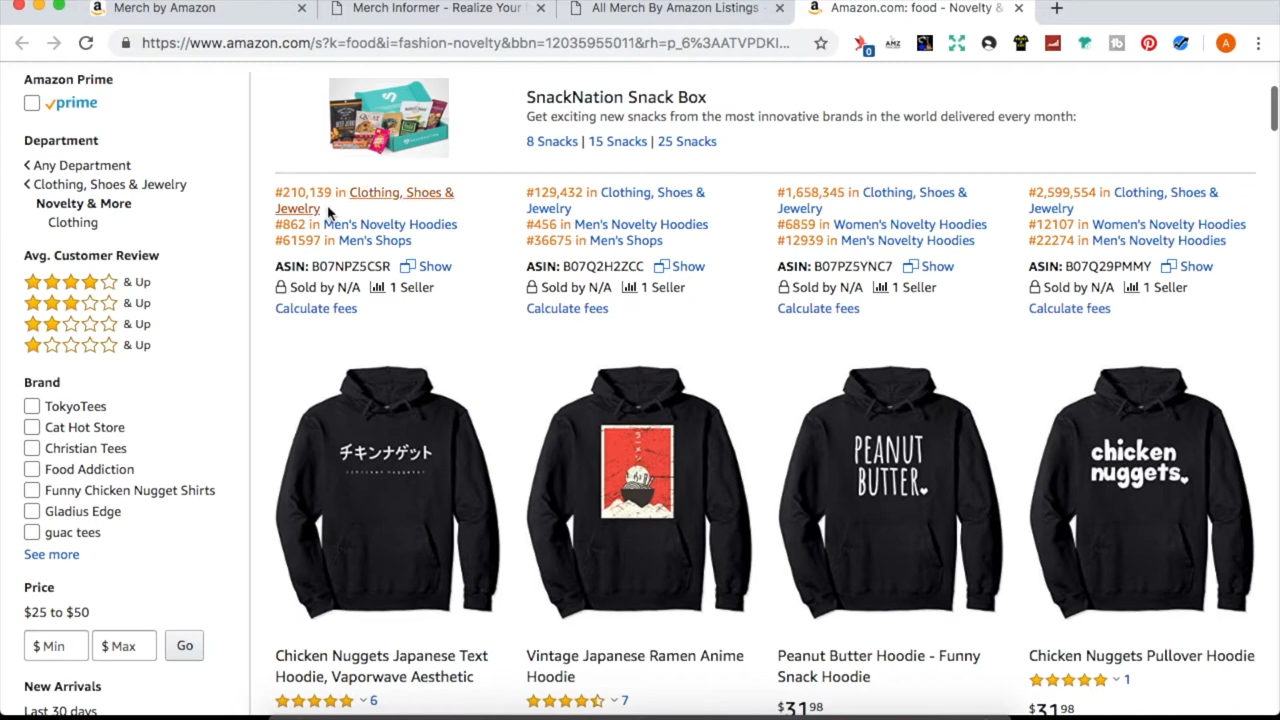 Merch by Amazon
Merch Informer - Realize Your
All Merch By Amazon Listings -
Amazon.com: food - Novelty &
https://www.amazon.com/s?k=food&i=fashion-novelty&bbn=12035955011&rh=p_6%3AATVPDKI...
0
AMZ
A
Amazon Prime
prime
Department
Any Department
Clothing, Shoes & Jewelry
Novelty & More
Clothing
Avg. Customer Review
& Up
& Up
& Up
& Up
Brand
TokyoTees
Cat Hot Store
Christian Tees
Food Addiction
Funny Chicken Nugget Shirts
Gladius Edge
guac tees
See more
Price
$25 to $50
$ Min
$ Max
Go
New Arrivals
Last 30 days
SnackNation Snack Box
Get exciting new snacks from the most innovative brands in the world delivered every month:
8 Snacks | 15 Snacks | 25 Snacks
#210,139 in Clothing, Shoes &
Jewelry
#862 in Men's Novelty Hoodies
#61597 in Men's Shops
ASIN: B07NPZ5CSR Show
Sold by N/A 1 Seller
Calculate fees
チキンナゲット
Chicken Nuggets Japanese Text
Hoodie, Vaporwave Aesthetic
6
#129,432 in Clothing, Shoes &
Jewelry
#456 in Men's Novelty Hoodies
#36675 in Men's Shops
ASIN: B07Q2H2ZCC Show
Sold by N/A 1 Seller
Calculate fees
Vintage Japanese Ramen Anime
Hoodie
7
#1,658,345 in Clothing, Shoes &
Jewelry
#6859 in Women's Novelty Hoodies
#12939 in Men's Novelty Hoodies
ASIN: B07PZ5YNC7 Show
Sold by N/A 1 Seller
Calculate fees
PEANUT
BUTTER
Peanut Butter Hoodie - Funny
Snack Hoodie
$3198
#2,599,554 in Clothing, Shoes &
Jewelry
#12107 in Women's Novelty Hoodies
#22274 in Men's Novelty Hoodies
ASIN: B07Q29PMMY Show
Sold by N/A 1 Seller
Calculate fees
chicken
nuggets.
Chicken Nuggets Pullover Hoodie
1
$3198